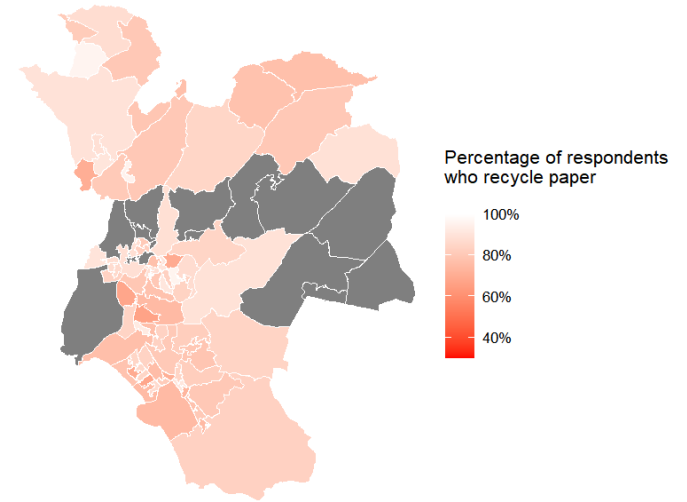 Percentage of respondents
who recycle paper
100%
80%
60%
40%